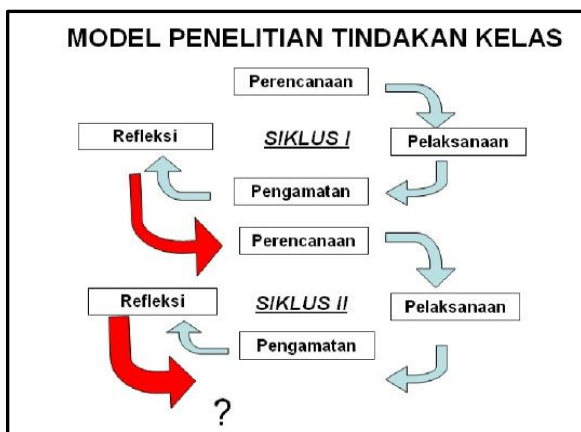 MODEL PENELITIAN TINDAKAN KELAS
Perencanaan
Refleksi
SIKLUS I
Pelaksanaan
Pengamatan
Perencanaan
Refleksi
SIKLUS II
Pelaksanaan
Pengamatan
?